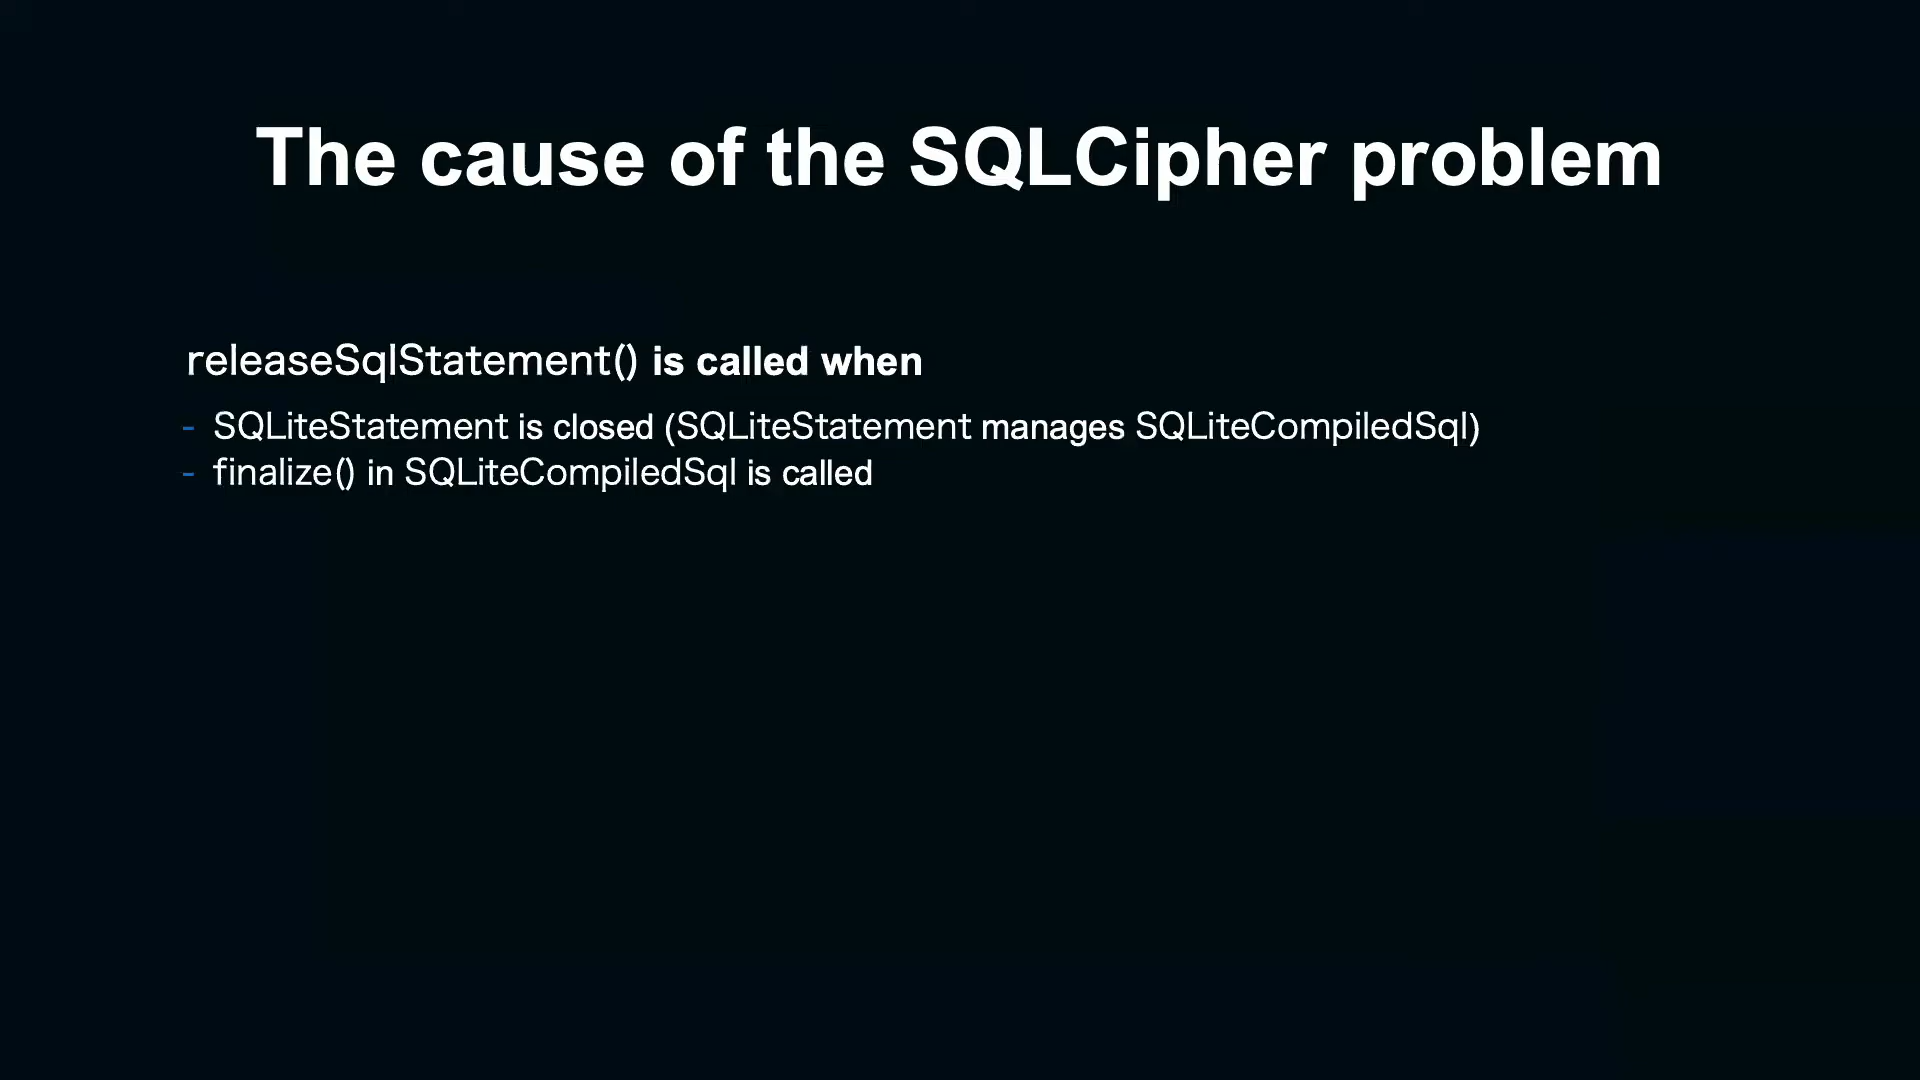 The cause of the SQLCipher problem
releaseSqlStatement() is called when
- SQLiteStatement is closed (SQLiteStatement manages SQLiteCompiledSql)
- finalize() in SQLiteCompiledSql is called